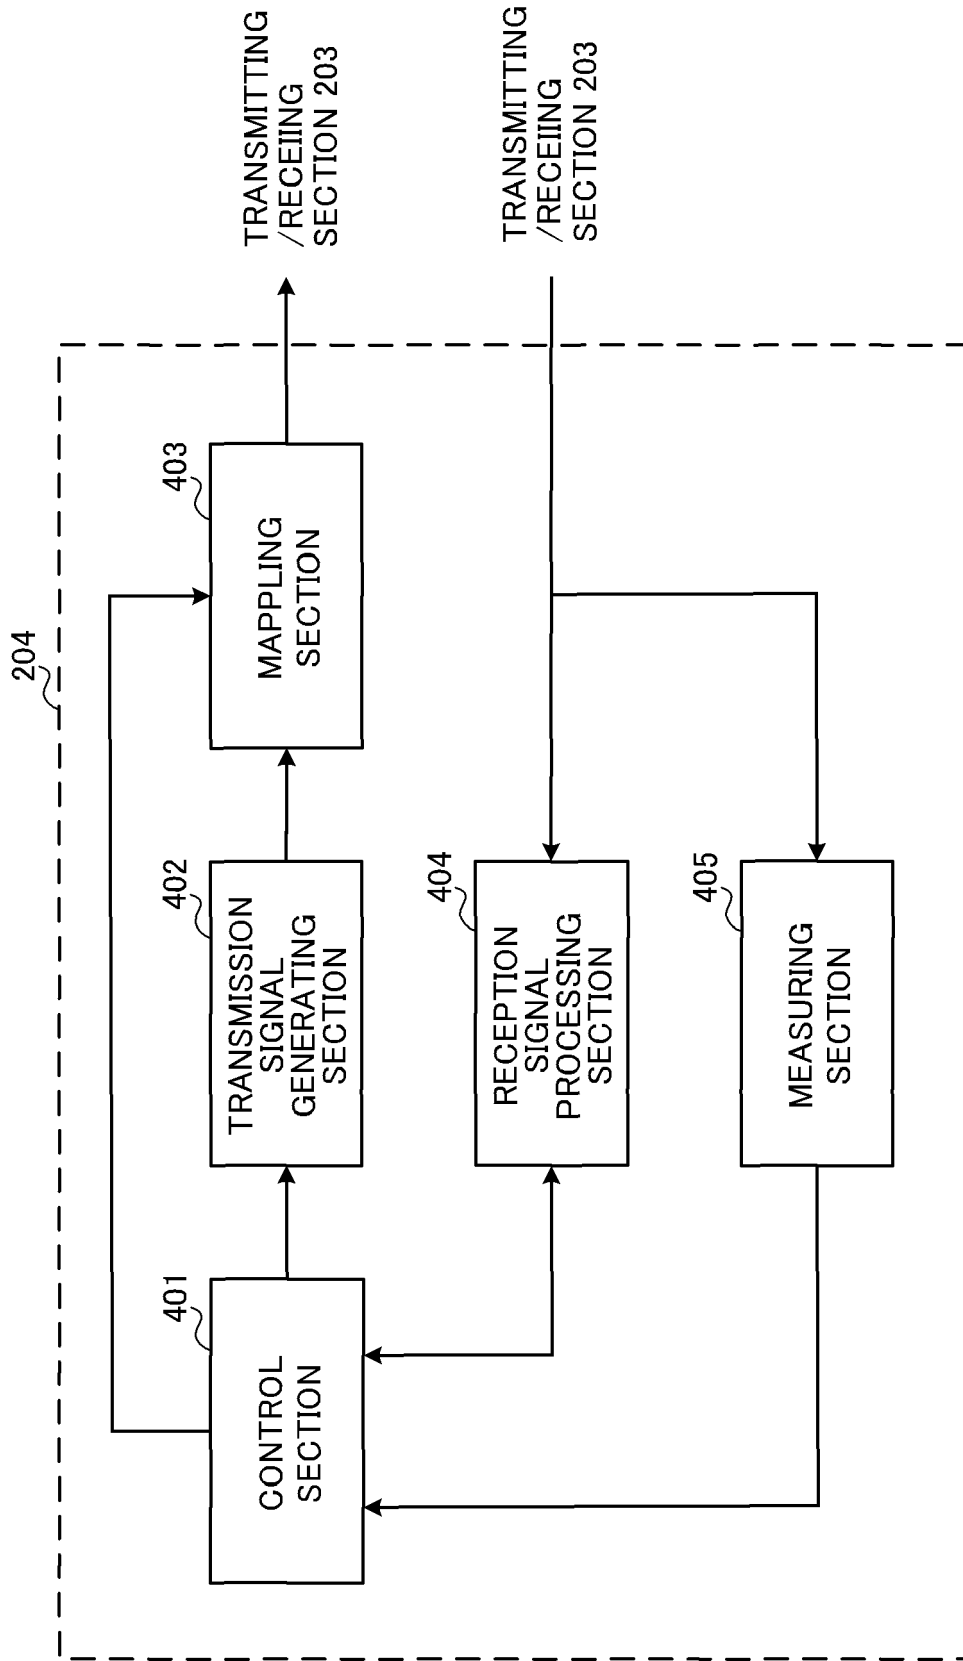 204
401
CONTROL
SECTION
402
TRANSMISSION
SIGNAL
GENERATING
SECTION
403
MAPPLING
SECTION
TRANSMITTING
/RECEIING
SECTION 203
404
RECEPTION
SIGNAL
PROCESSING
SECTION
TRANSMITTING
/RECEIING
SECTION 203
405
MEASURING
SECTION